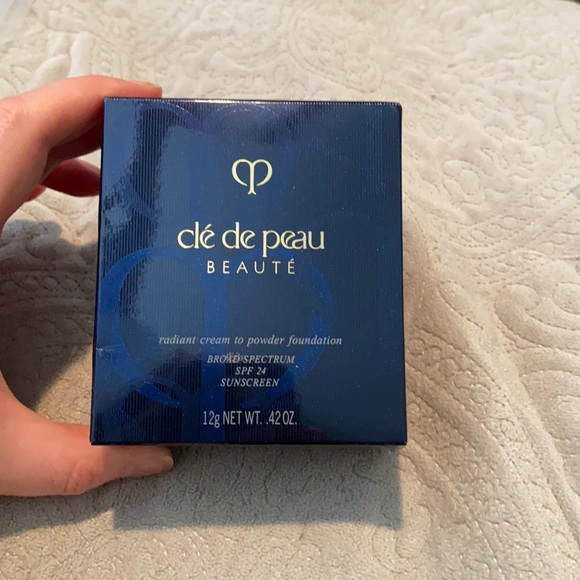 clé de peau
BEAUTÉ
radiant cream to powder foundation
BROAD SPECTRUM
SPF 24
SUNSCREEN
12g NET WT. .42 OZ.